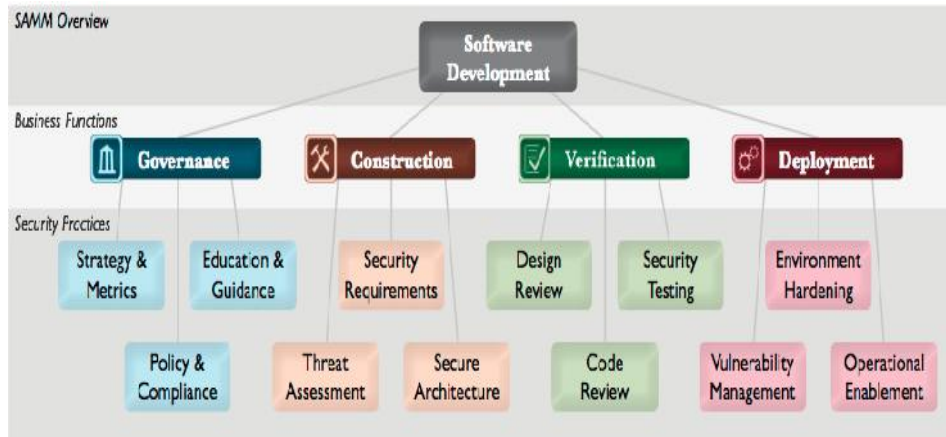 SAMM Overview
Software
Development
Business Functions
Governance
Construction
Verification
Deployment
Security Practices
Strategy &
Metrics
Education &
Guidance
Security
Requirements
Design
Review
Security
Testing
Environment
Hardening
Policy &
Compliance
Threat
Assessment
Secure
Architecture
Code
Review
Vulnerability
Management
Operational
Enablement